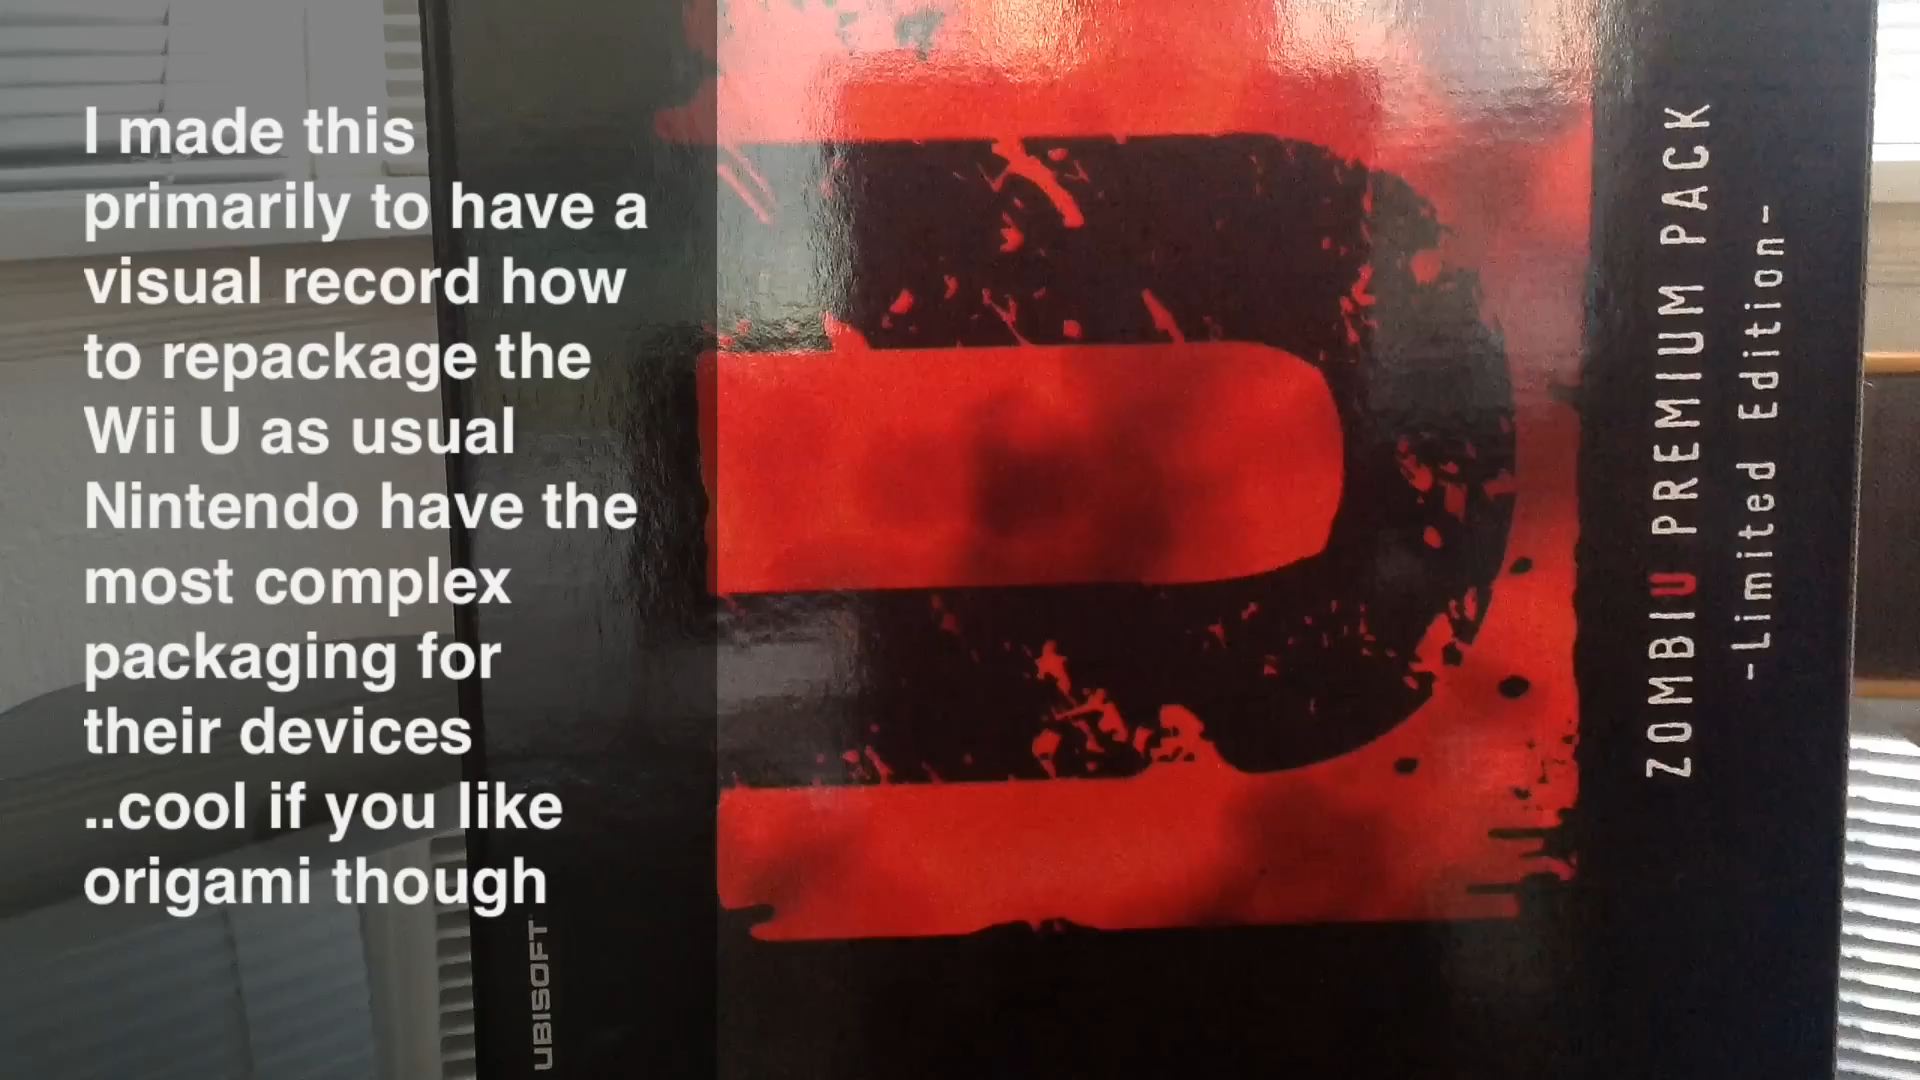 I made this
primarily to have a
visual record how
to repackage the
Wii U as usual
Nintendo have the
most complex
packaging for
their devices
..cool if you like
origami though
UBISOFT
ZOMBIU PREMIUM PACK
-Limited Edition-